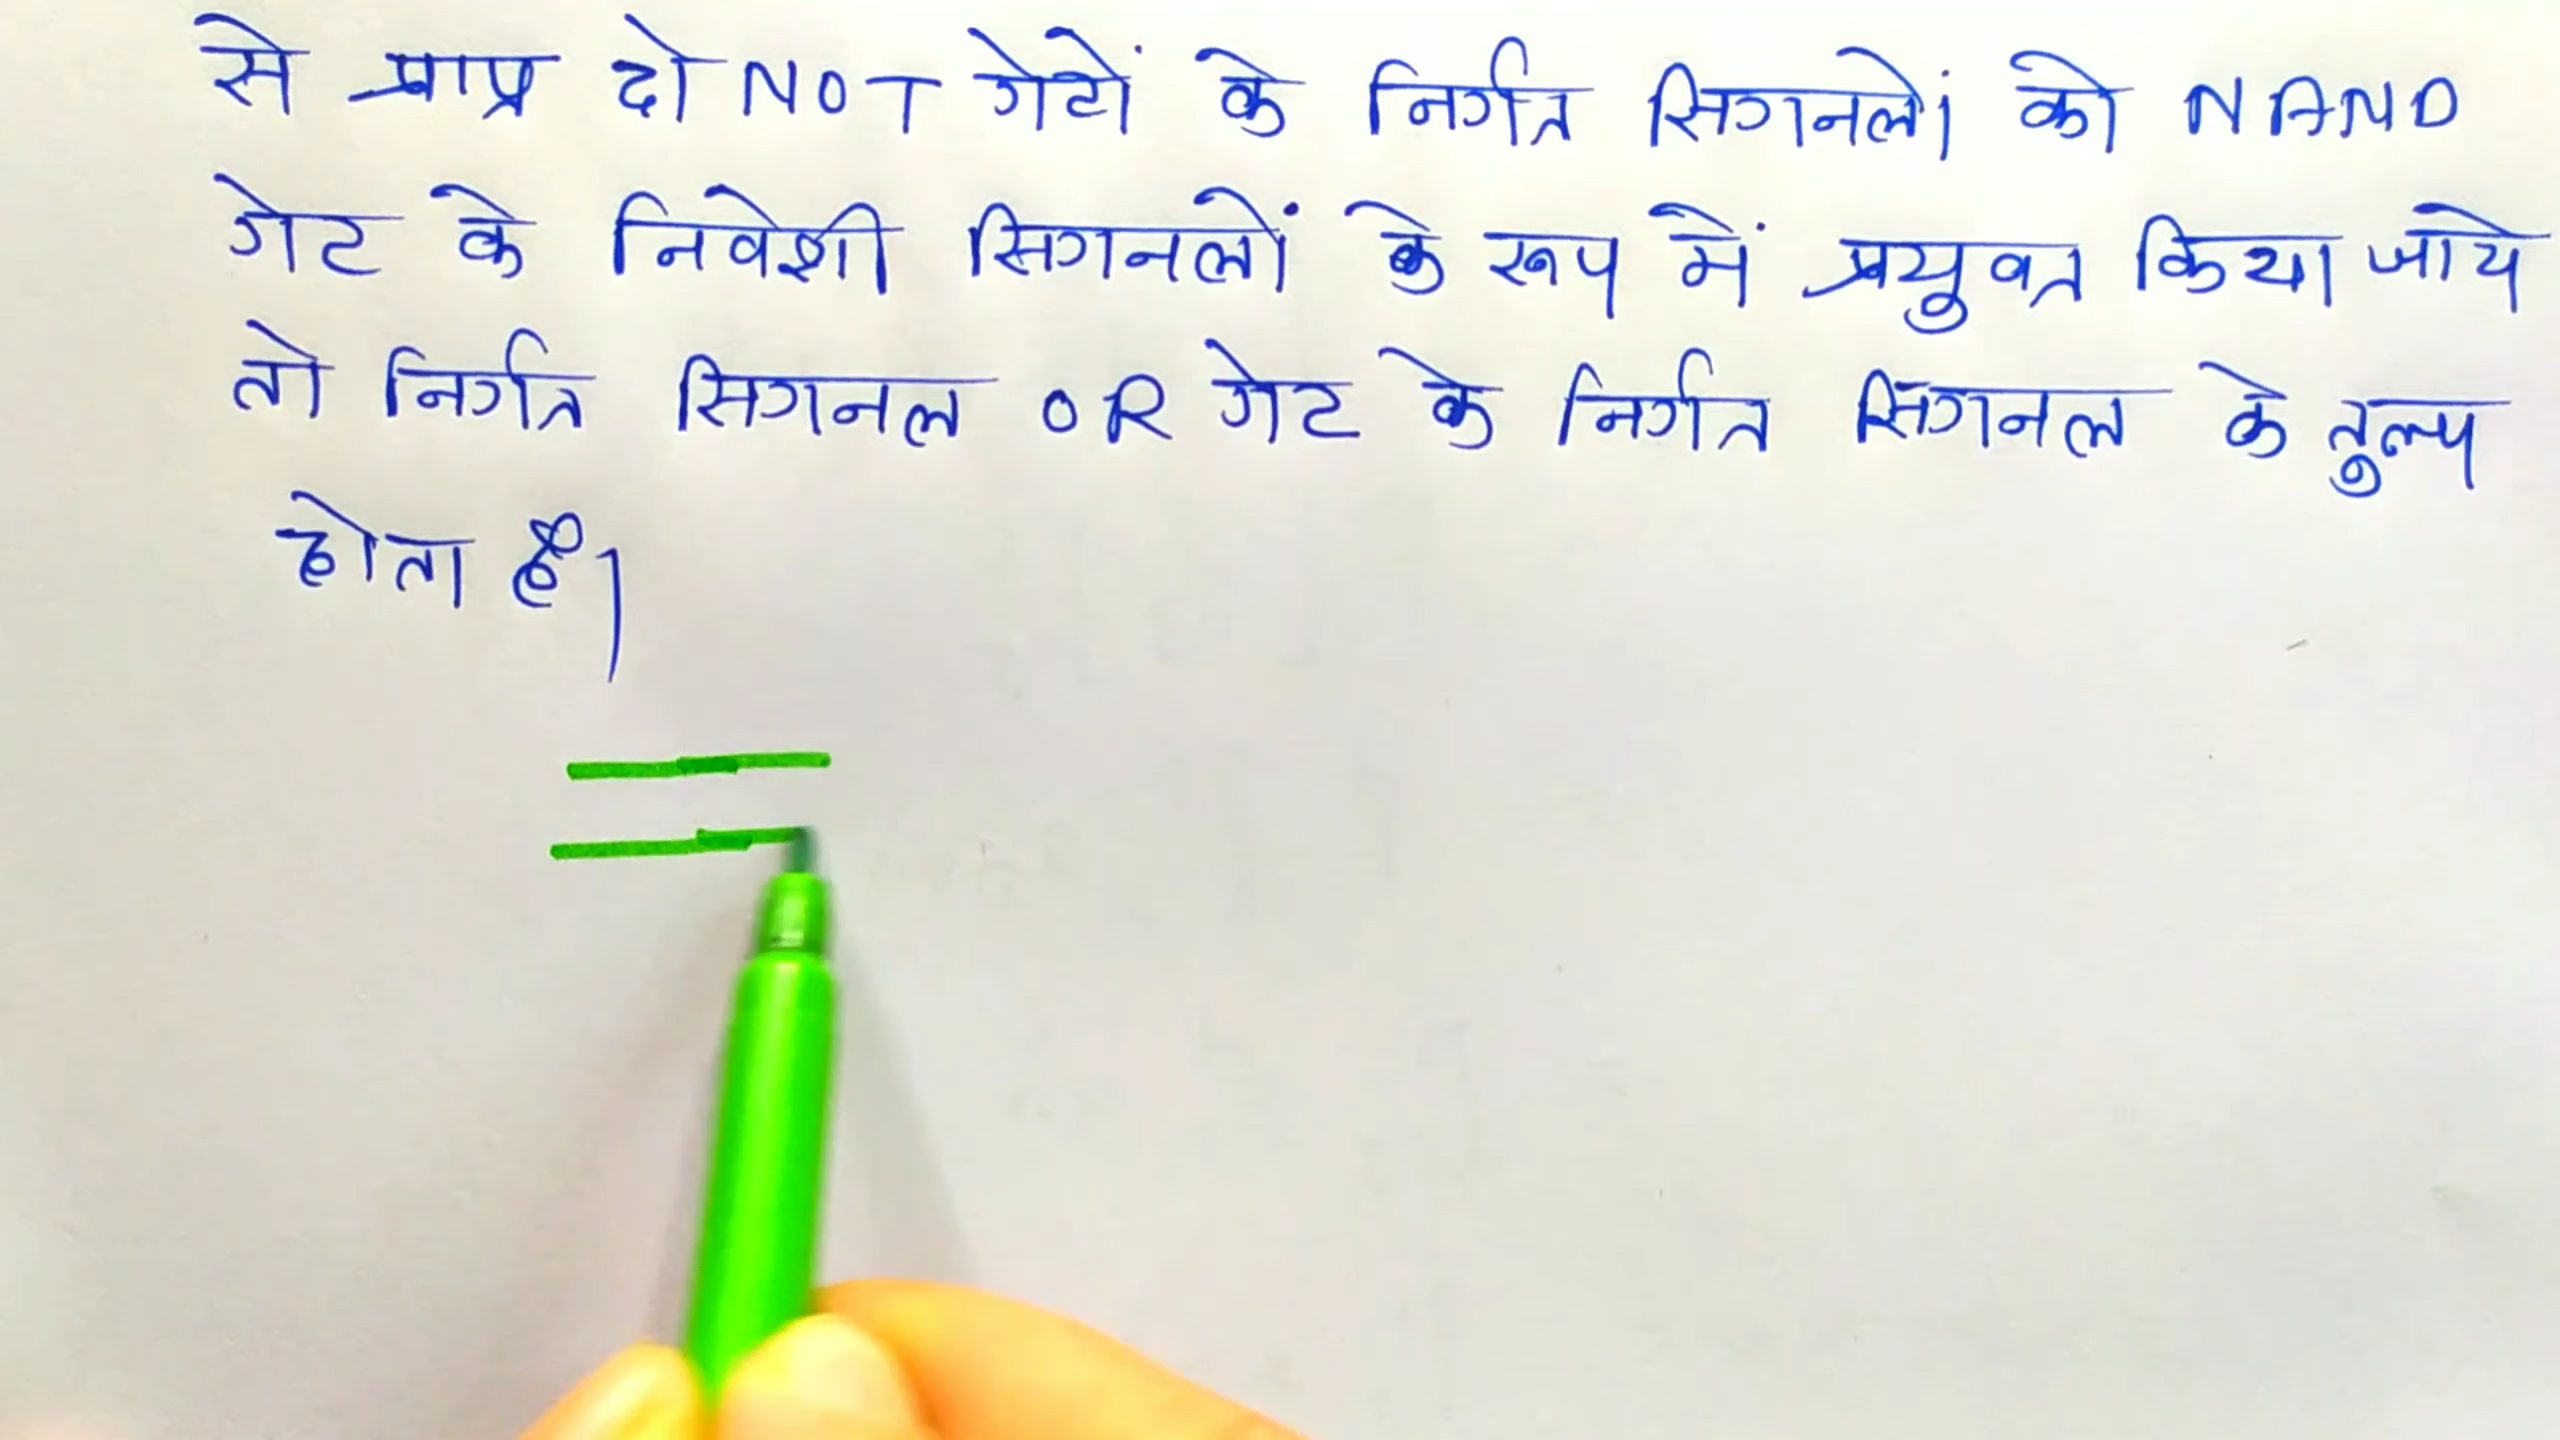 से प्राप्त दो NOT गेटों के निर्गत सिगनलों को NAND
गेट के निवेशी सिगनलों के रूप में प्रयुक्त किया जाये
तो निर्गत सिगनल OR गेट के निर्गत सिगनल के तुल्य
होता है।